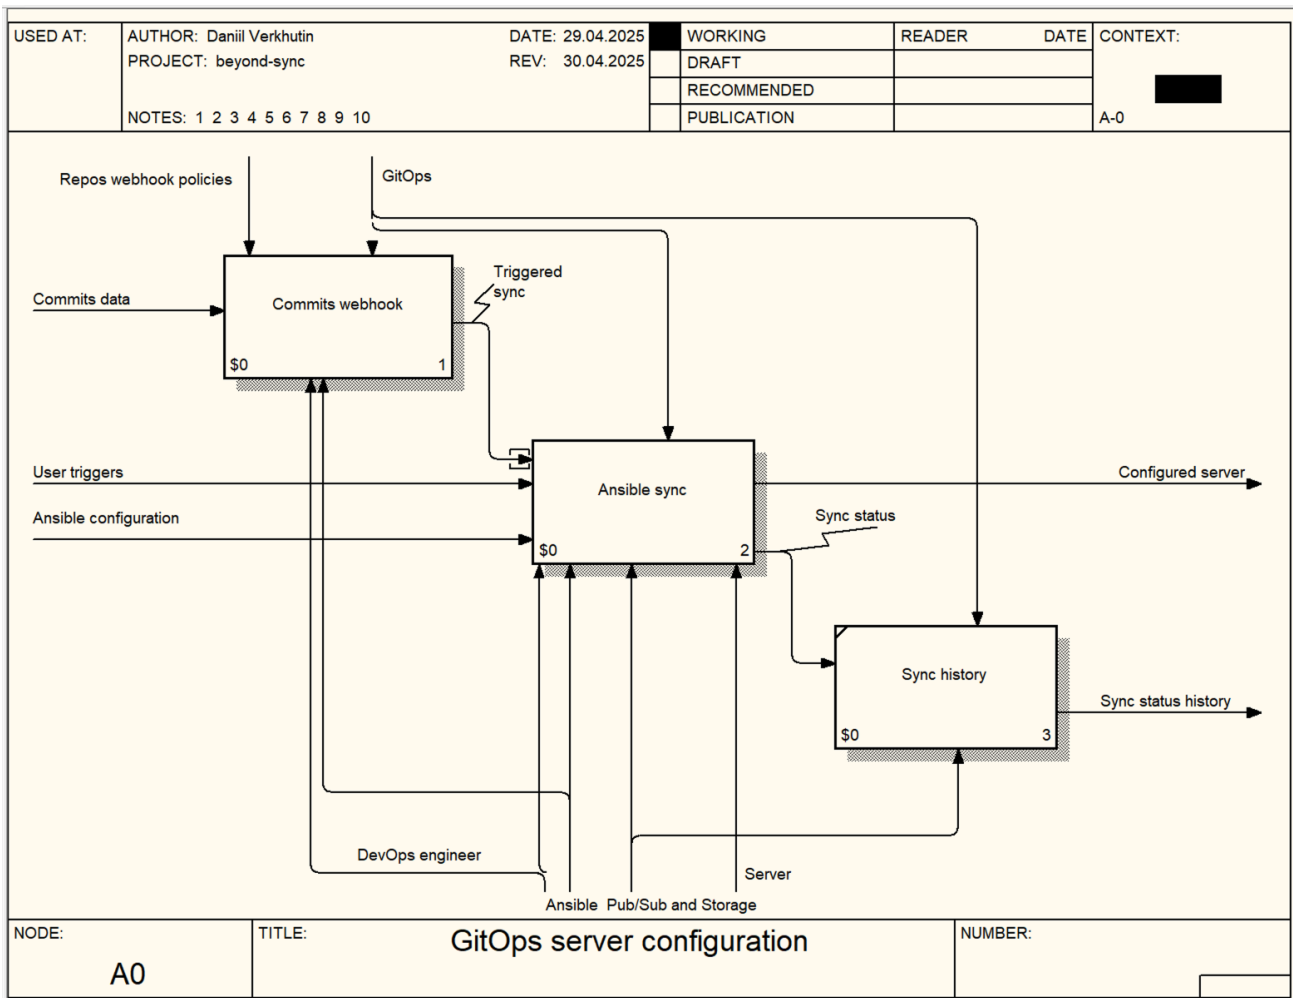 USED AT:
AUTHOR: Daniil Verkhutin
DATE: 29.04.2025
PROJECT: beyond-sync
REV: 30.04.2025
NOTES: 1 2 3 4 5 6 7 8 9 10
WORKING
DRAFT
RECOMMENDED
PUBLICATION
READER
DATE
CONTEXT:
A-0
Repos webhook policies
GitOps
Commits data
Commits webhook
$0
1
Triggered
sync
User triggers
Ansible configuration
Ansible sync
$0
2
Configured server
Sync status
Sync history
$0
3
Sync status history
DevOps engineer
Server
Ansible Pub/Sub and Storage
NODE:
A0
TITLE:
GitOps server configuration
NUMBER: